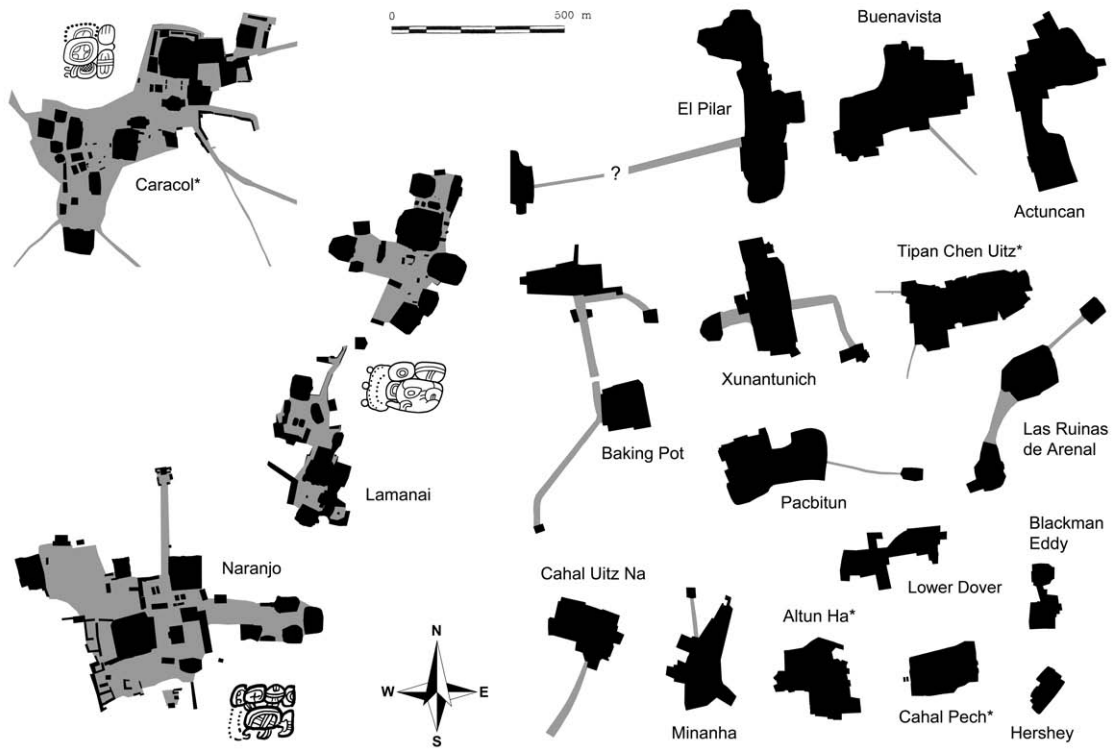 0
500 m
Buenavista
El Pilar
?
Caracol*
Actuncan
Tipan Chen Uitz*
Xunantunich
Las Ruinas
de Arenal
Baking Pot
Lamanai
Pacbitun
Blackman
Eddy
Naranjo
Cahal Uitz Na
Lower Dover
Altun Ha*
N
W
E
S
Minanha
Cahal Pech*
Hershey